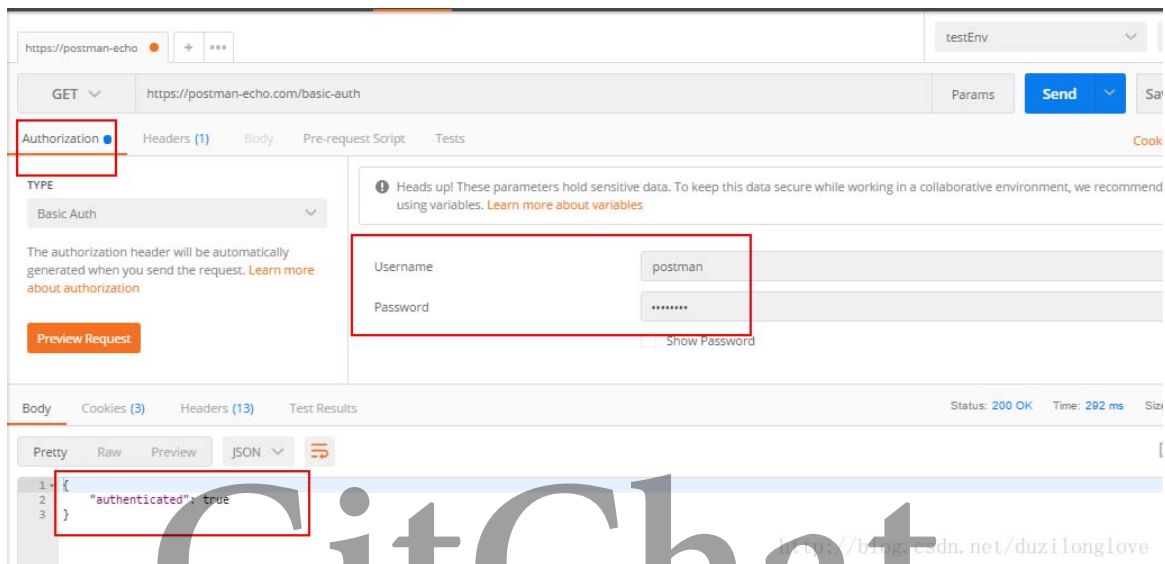 https://postman-echo + ••• testEnv
GET https://postman-echo.com/basic-auth Params Send
Authorization Headers (1) Body Pre-request Script Tests
TYPE
Basic Auth
The authorization header will be automatically
generated when you send the request. Learn more
about authorization
Preview Request
Heads up! These parameters hold sensitive data. To keep this data secure while working in a collaborative environment, we recommend
using variables. Learn more about variables
Username postman
Password ••••••••
Show Password
Body Cookies (3) Headers (13) Test Results Status: 200 OK Time: 292 ms
Pretty Raw Preview JSON
1 {
2 "authenticated": true
3 }
GitChat
http://blog.csdn.net/duzilonglove